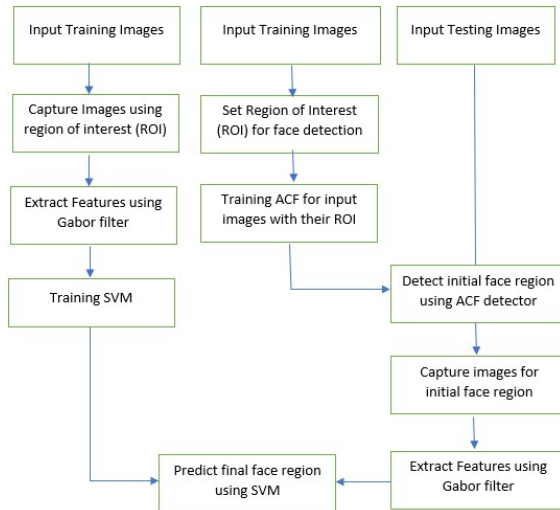 Input Training Images
Input Training Images
Input Testing Images
Capture Images using
region of interest (ROI)
Set Region of Interest
(ROI) for face detection
Extract Features using
Gabor filter
Training ACF for input
images with their ROI
Training SVM
Detect initial face region
using ACF detector
Capture images for
initial face region
Predict final face region
using SVM
Extract Features using
Gabor filter